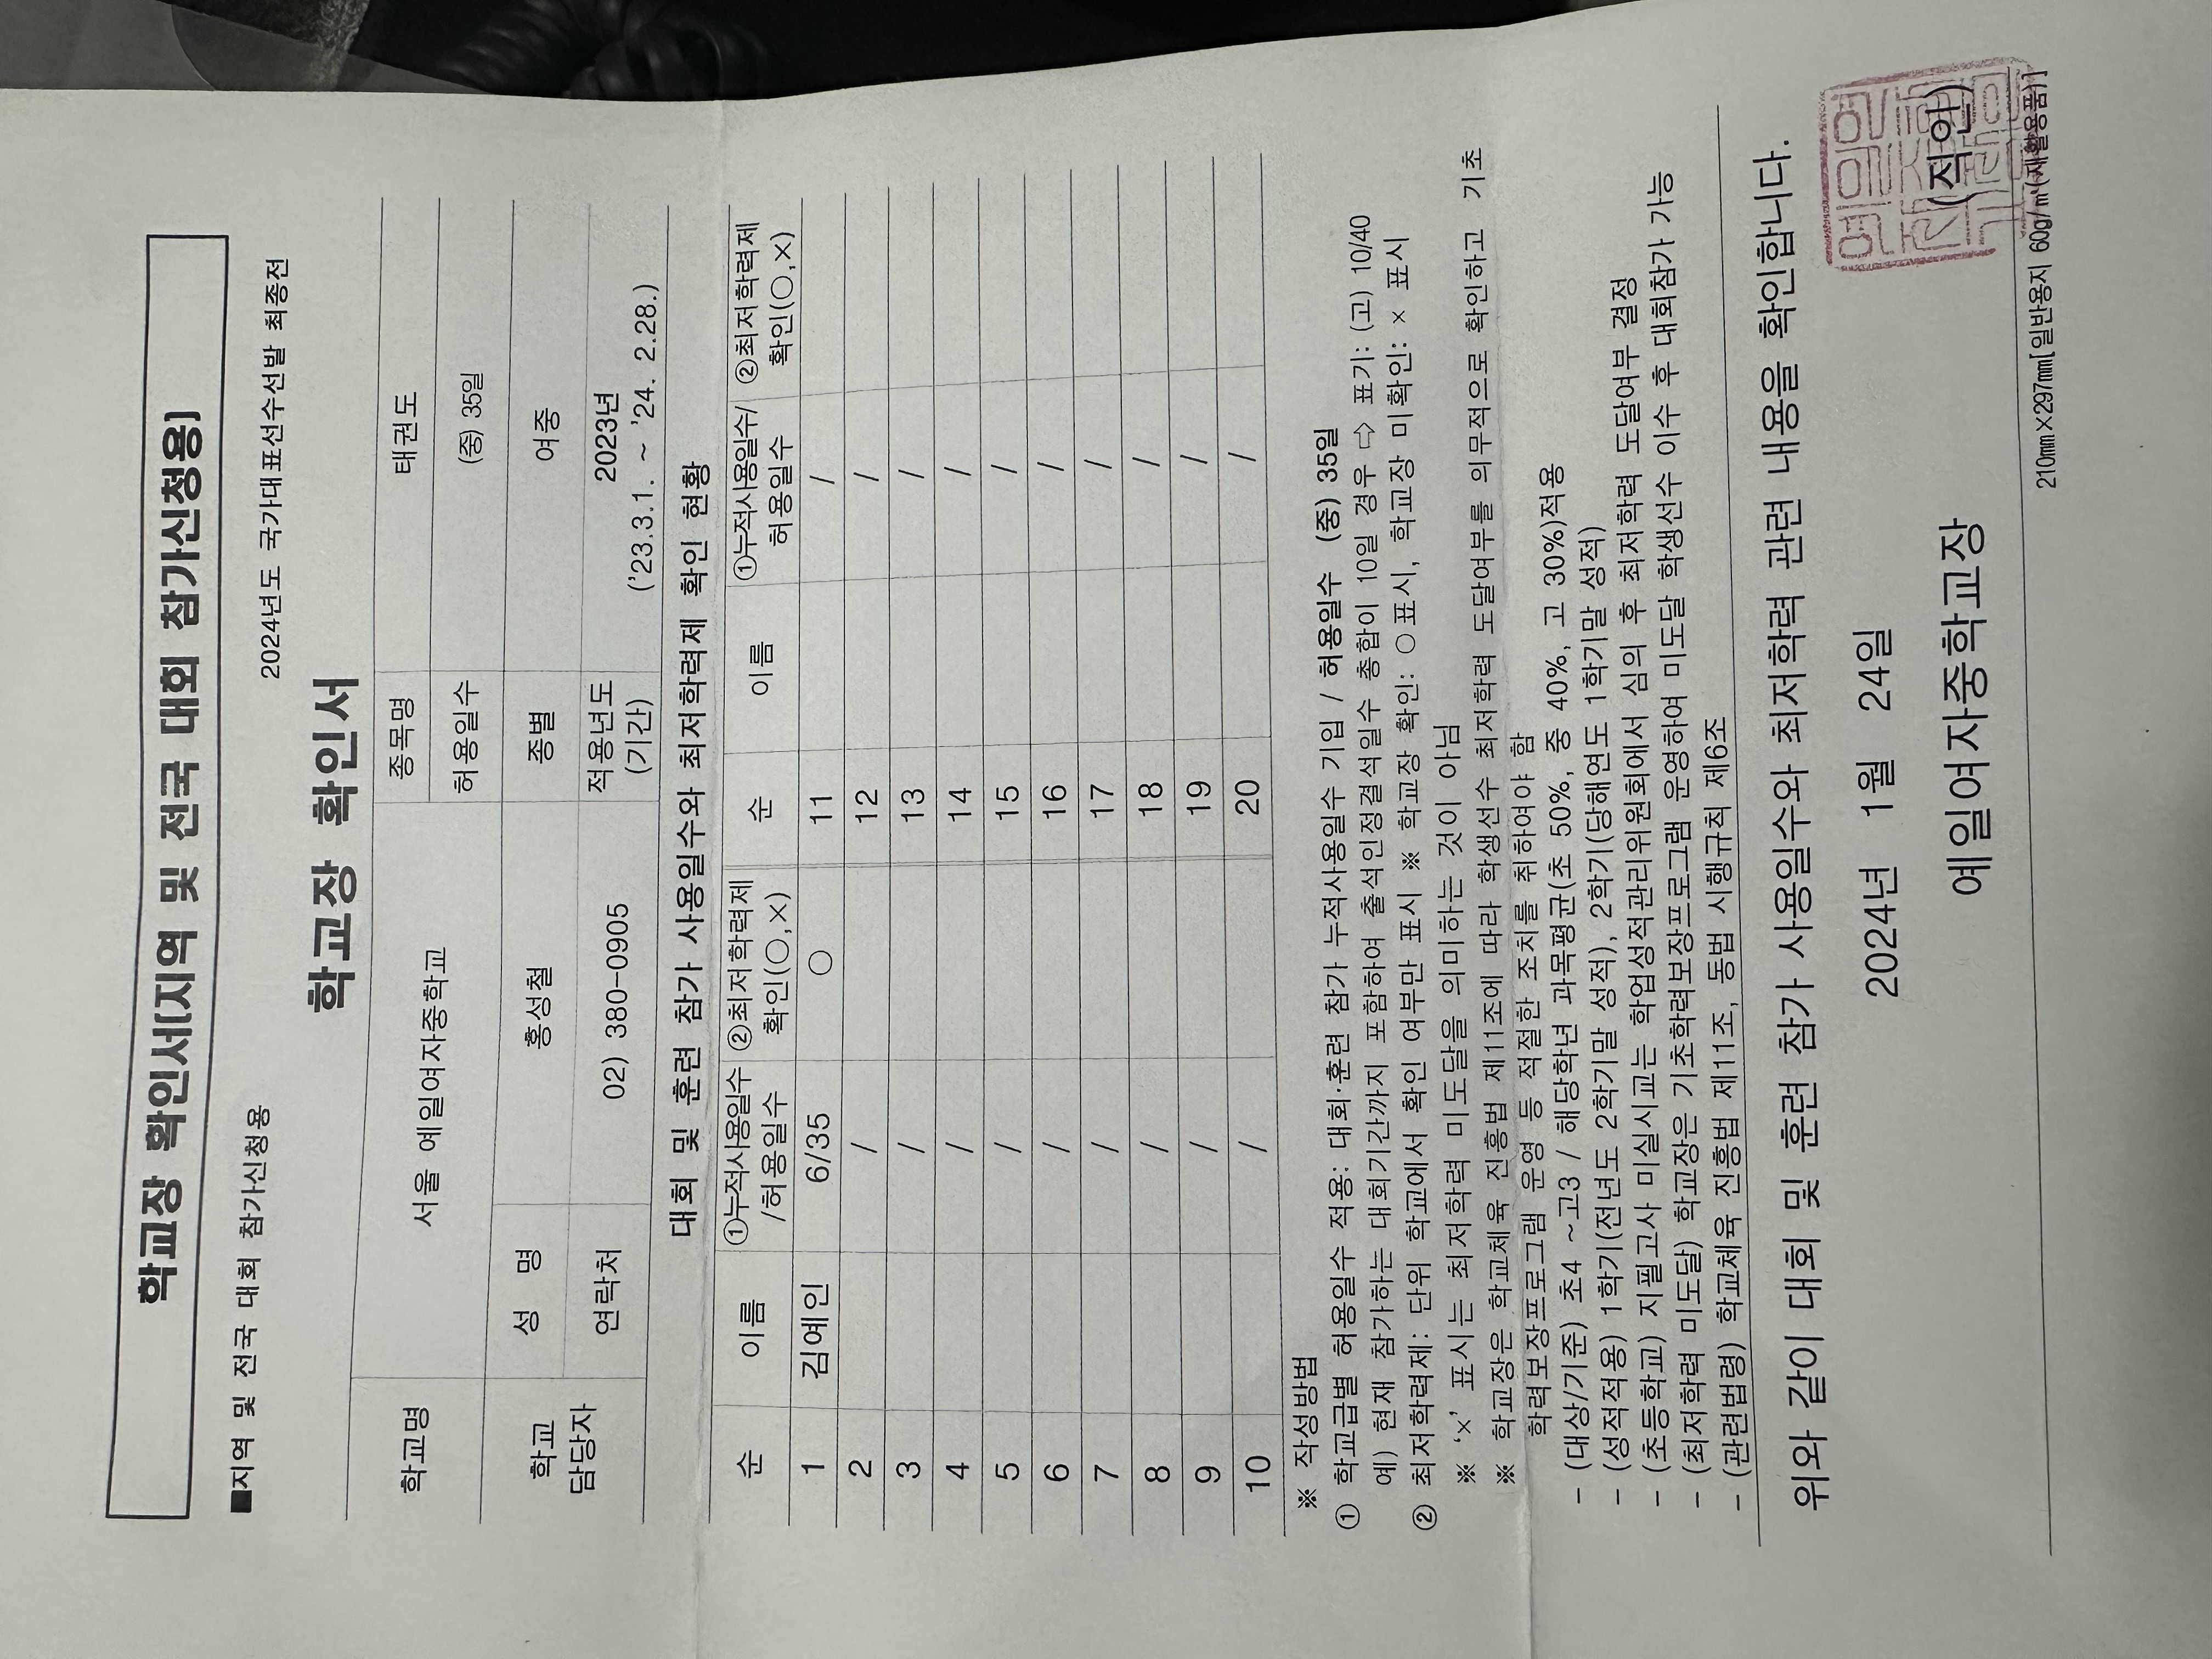 학교장 확인서(지역 및 전국 대회 참가신청용)
■지역 및 전국 대회 참가신청용 2024년도 국가대표선수선발 최종전
학교장 확인서
학교명 서울 예일여자중학교 종목명 태권도
허용일수 (중) 35일
학교 담당자 성 명 홍성철 종별 여중
연락처 02) 380-0905 적용년도 (기간) 2023년 ('23.3.1. ~ '24. 2.28.)
대회 및 훈련 참가 사용일수와 최저학력제 확인 현황
순 이름 ①누적사용일수 /허용일수 ②최저학력제 확인(○,×) 순 이름 ①누적사용일수/ 허용일수 ②최저학력제 확인(○,×)
1 김예인 6/35 ○ 11 /
2 / 12 /
3 / 13 /
4 / 14 /
5 / 15 /
6 / 16 /
7 / 17 /
8 / 18 /
9 / 19 /
10 / 20 /
※ 작성방법
① 학교급별 허용일수 적용: 대회·훈련 참가 누적사용일수 기입 / 허용일수 (중) 35일
예) 현재 참가하는 대회기간까지 포함하여 출석인정결석일수 총합이 10일 경우 ⇨ 표기: (고) 10/40
② 최저학력제: 단위 학교에서 확인 여부만 표시 ※ 학교장 확인: ○ 표시, 학교장 미확인: × 표시
※ '×' 표시는 최저학력 미도달을 의미하는 것이 아님
※ 학교장은 학교체육 진흥법 제11조에 따라 학생선수 최저학력 도달여부를 의무적으로 확인하고 기초
학력보장프로그램 운영 등 적절한 조치를 취하여야 함
- (대상/기준) 초4 ~고3 / 해당학년 과목평균(초 50%, 중 40%, 고 30%)적용
- (성적적용) 1학기(전년도 2학기말 성적), 2학기(당해연도 1학기말 성적)
- (초등학교) 지필고사 미실시교는 학업성적관리위원회에서 심의 후 최저학력 도달여부 결정
- (최저학력 미도달) 학교장은 기초학력보장프로그램 운영하여 미도달 학생선수 이수 후 대회참가 가능
- (관련법령) 학교체육 진흥법 제11조, 동법 시행규칙 제6조
위와 같이 대회 및 훈련 참가 사용일수와 최저학력 관련 내용을 확인합니다.
2024년 1월 24일
예일여자중학교장 (직인)
210㎜×297㎜[일반용지 60g/㎡(재활용품)]